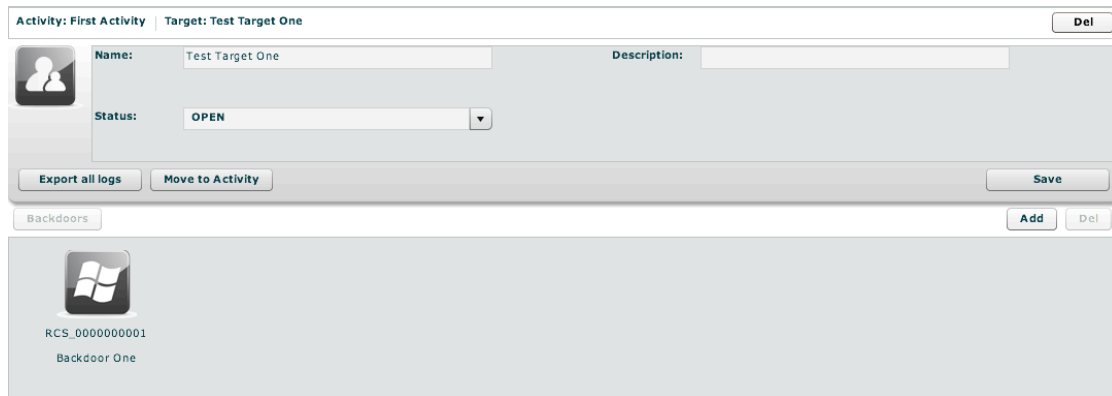 Activity: First Activity Target: Test Target One Del
Name: Test Target One Description:
Status: OPEN
Export all logs Move to Activity Save
Backdoors Add Del
RCS_0000000001
Backdoor One